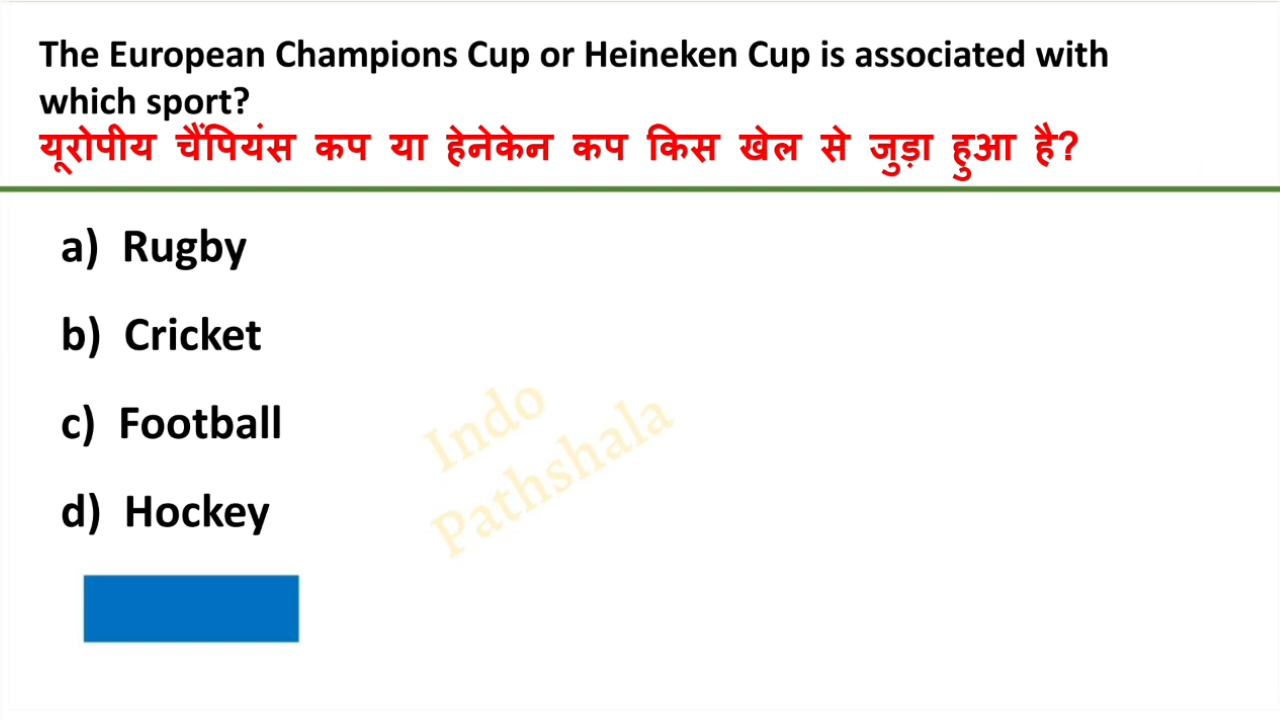 The European Champions Cup or Heineken Cup is associated with
which sport?
यूरोपीय चैंपियंस कप या हेनेकेन कप किस खेल से जुड़ा हुआ है?
a) Rugby
b) Cricket
c) Football
d) Hockey
Indo
Pathshala